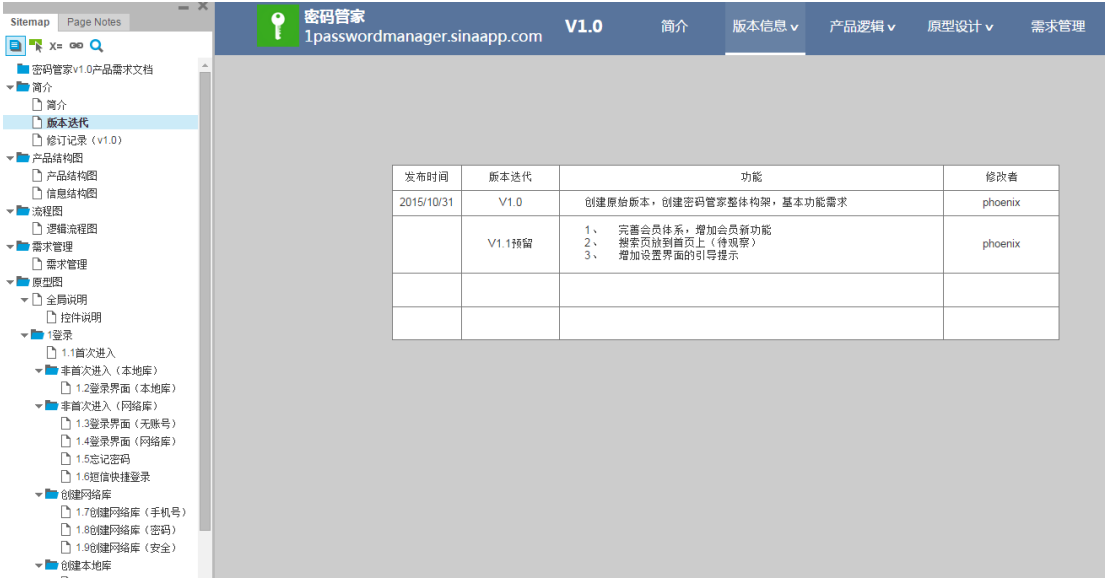 Sitemap
Page Notes
X=
密码管家v1.0产品需求文档
简介
简介
版本迭代
修订记录（v1.0）
产品结构图
产品结构图
信息结构图
流程图
逻辑流程图
需求管理
需求管理
原型图
全局说明
控件说明
1登录
1.1首次进入
非首次进入（本地库）
1.2登录界面（本地库）
非首次进入（网络库）
1.3登录界面（无账号）
1.4登录界面（网络库）
1.5忘记密码
1.6短信快捷登录
创建网络库
1.7创建网络库（手机号）
1.8创建网络库（密码）
1.9创建网络库（安全）
创建本地库
密码管家
1passwordmanager.sinaapp.com
V1.0
简介
版本信息
产品逻辑
原型设计
需求管理
发布时间 版本迭代 功能 修改者
2015/10/31 V1.0 创建原始版本，创建密码管家整体构架，基本功能需求 phoenix
V1.1预留
1、 完善会员体系，增加会员新功能
2、 搜索页放到首页上（待观察）
3、 增加设置界面的引导提示
phoenix